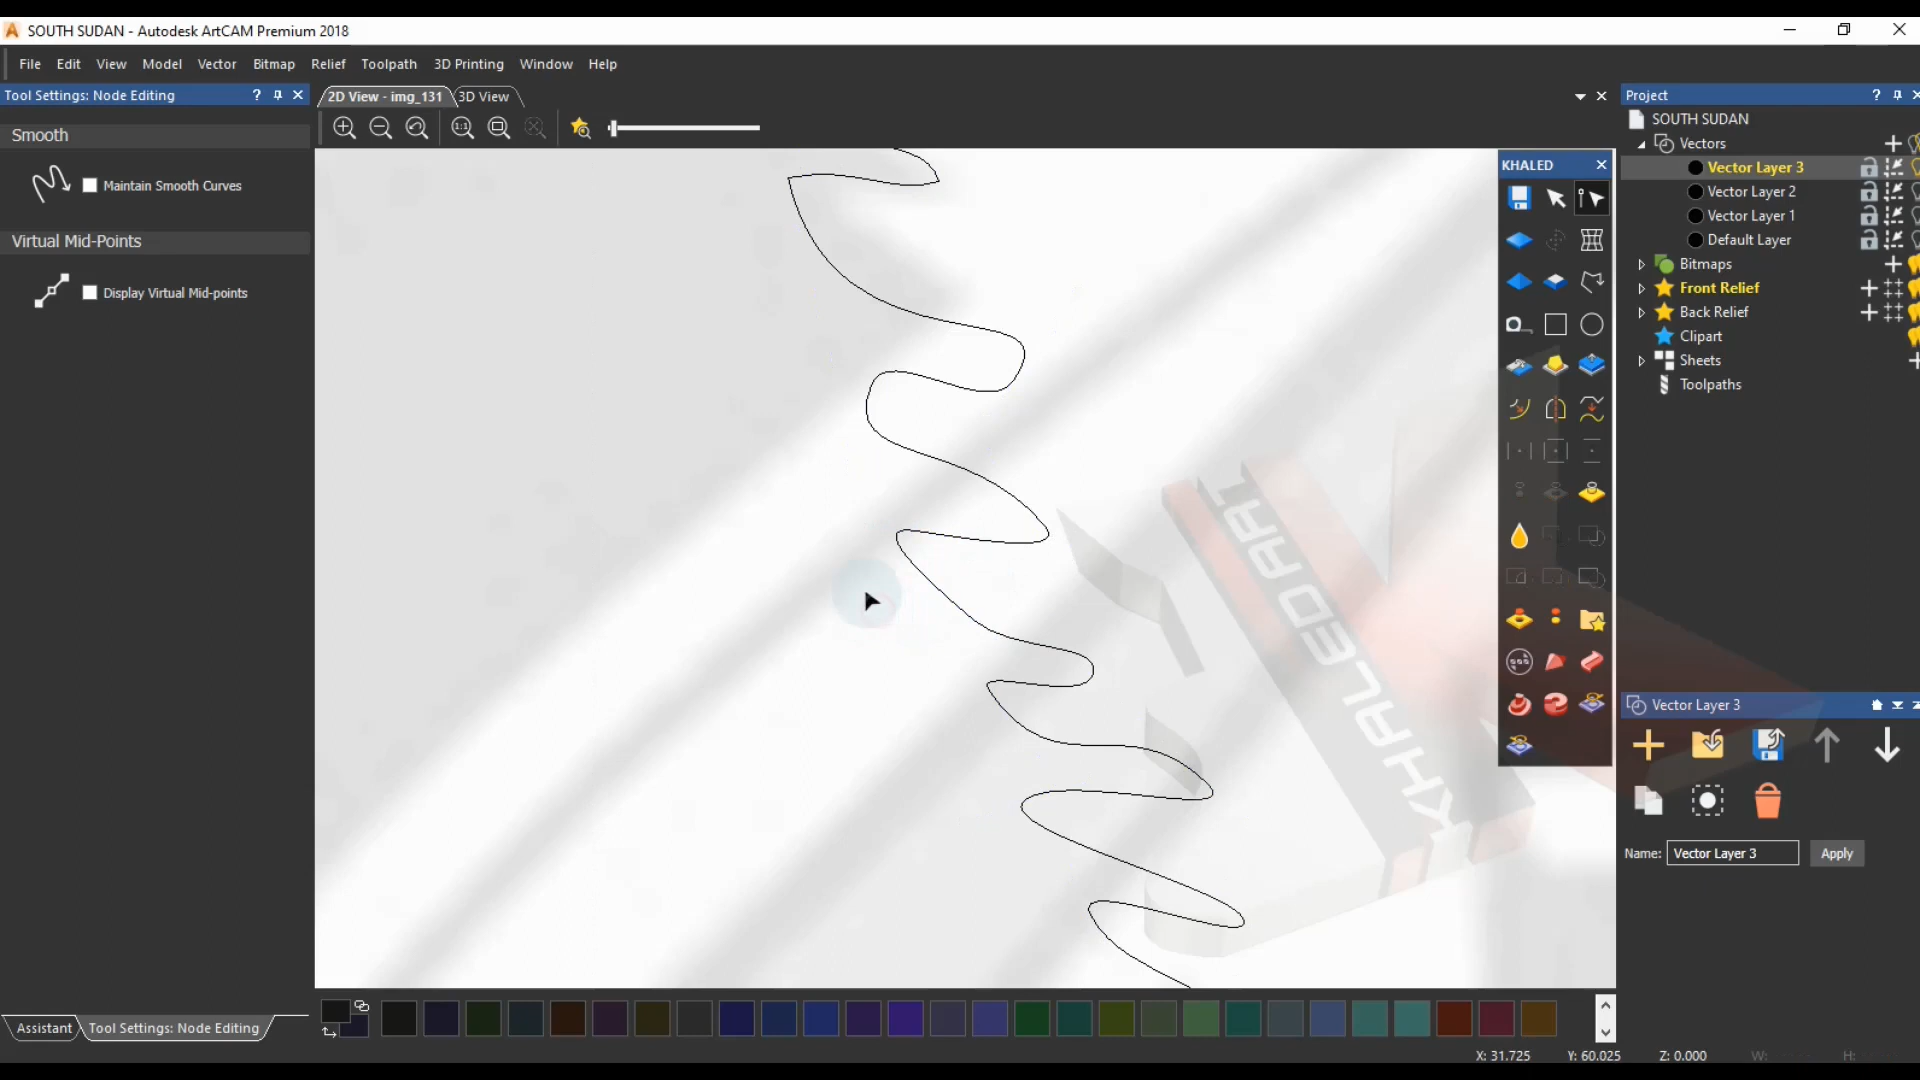 SOUTH SUDAN - Autodesk ArtCAM Premium 2018
File Edit View Model Vector Bitmap Relief Toolpath 3D Printing Window Help
Tool Settings: Node Editing ?
2D View - img_131 3D View
Project ?
Smooth
Maintain Smooth Curves
Virtual Mid-Points
Display Virtual Mid-points
1:1
KHALED
SOUTH SUDAN
Vectors
Vector Layer 3
Vector Layer 2
Vector Layer 1
Default Layer
Bitmaps
Front Relief
Back Relief
Clipart
Sheets
Toolpaths
KHALEDART
Vector Layer 3
Name: Vector Layer 3 Apply
Assistant Tool Settings: Node Editing
X: 31.725 Y: 60.025 Z: 0.000 W: H: